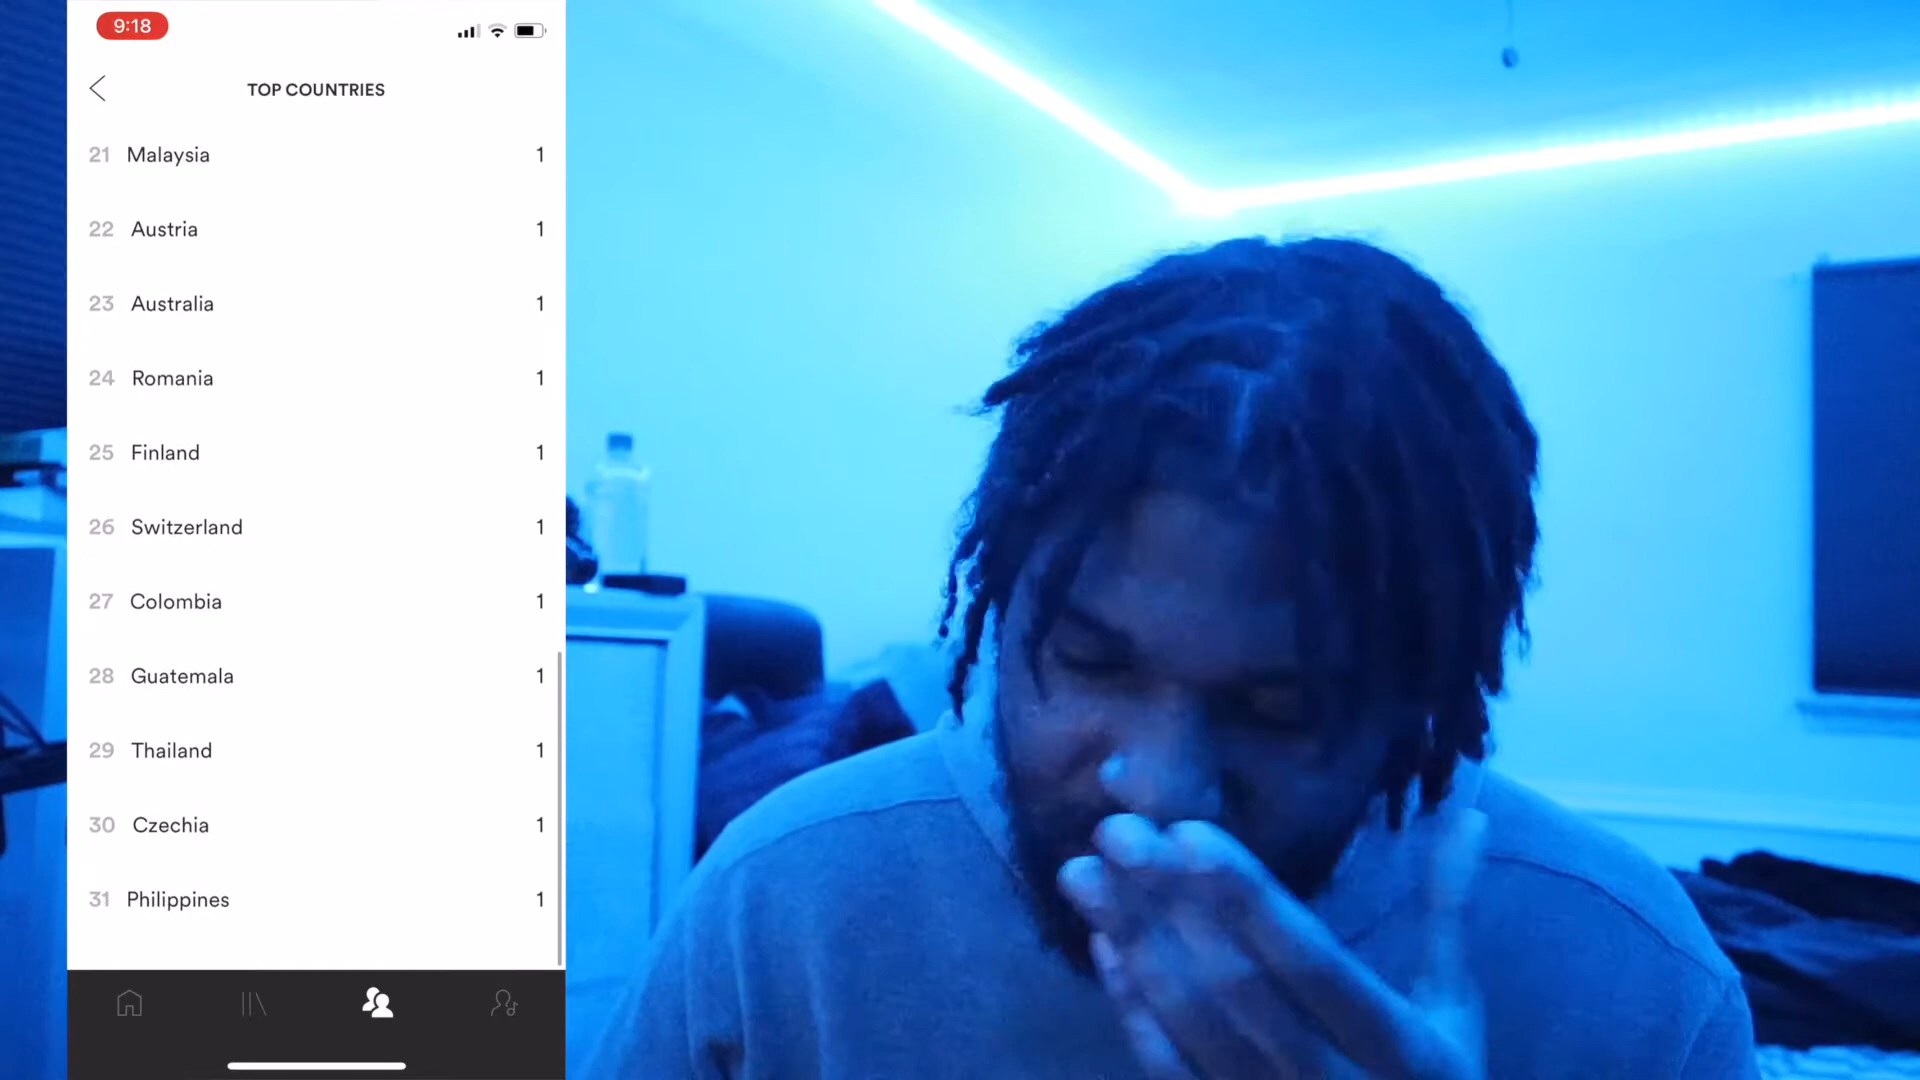 9:18
TOP COUNTRIES
21 Malaysia 1
22 Austria 1
23 Australia 1
24 Romania 1
25 Finland 1
26 Switzerland 1
27 Colombia 1
28 Guatemala 1
29 Thailand 1
30 Czechia 1
31 Philippines 1